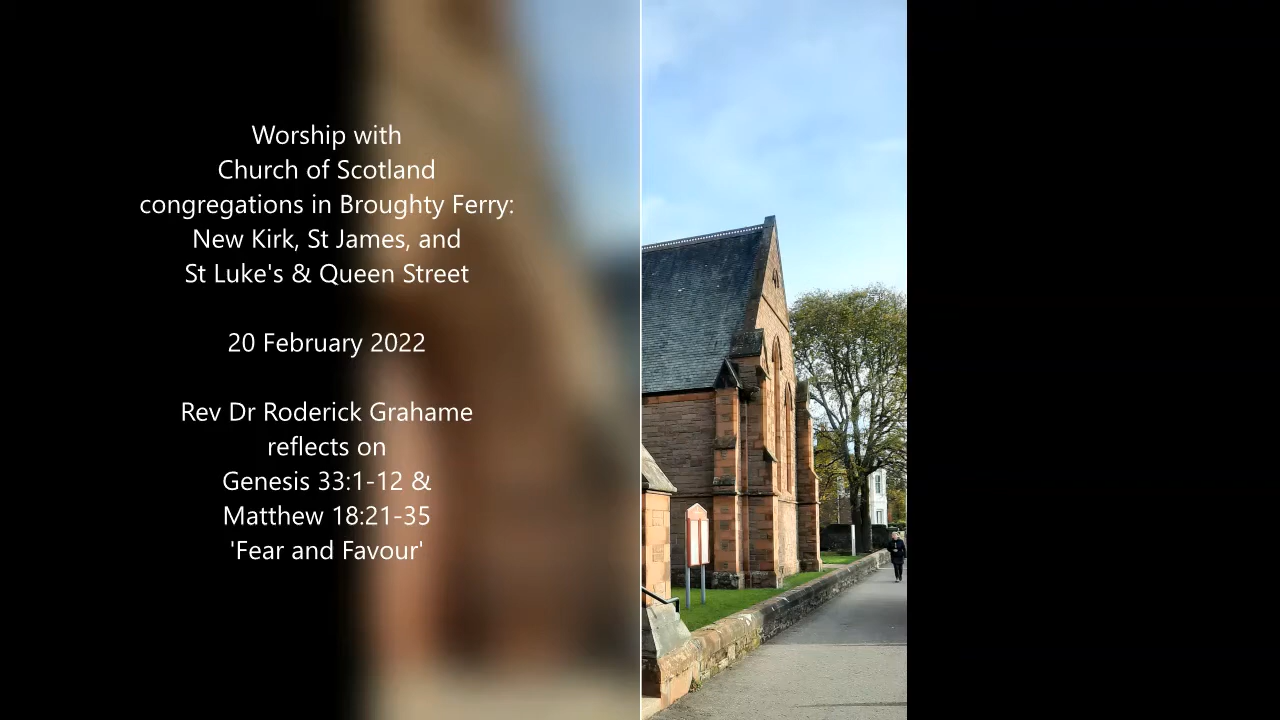 Worship with
Church of Scotland
congregations in Broughty Ferry:
New Kirk, St James, and
St Luke's & Queen Street
20 February 2022
Rev Dr Roderick Grahame
reflects on
Genesis 33:1-12 &
Matthew 18:21-35
'Fear and Favour'